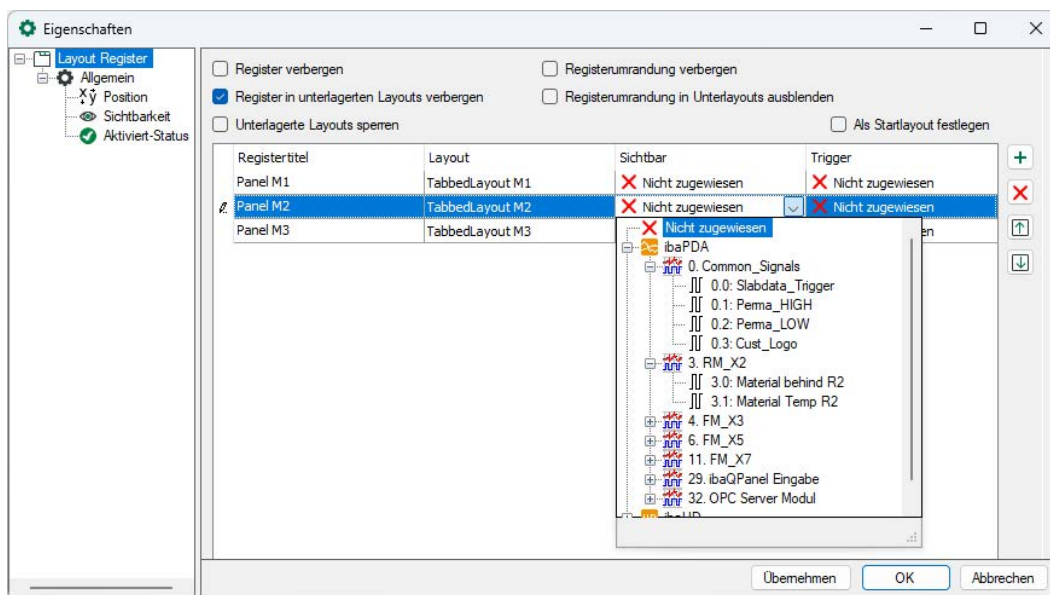 Eigenschaften
Layout Register
Allgemein
Position
Sichtbarkeit
Aktiviert-Status
Register verbergen
Registerumrandung verbergen
Register in unterlagerten Layouts verbergen
Registerumrandung in Unterlayouts ausblenden
Unterlagerte Layouts sperren
Als Startlayout festlegen
Registertitel Layout Sichtbar Trigger
Panel M1 TabbedLayout M1 Nicht zugewiesen Nicht zugewiesen
Panel M2 TabbedLayout M2 Nicht zugewiesen Nicht zugewiesen
Panel M3 TabbedLayout M3
Nicht zugewiesen
ibaPDA
0. Common_Signals
0.0: Slabdata_Trigger
0.1: Perma_HIGH
0.2: Perma_LOW
0.3: Cust_Logo
3. RM_X2
3.0: Material behind R2
3.1: Material Temp R2
4. FM_X3
6. FM_X5
11. FM_X7
29. ibaQPanel Eingabe
32. OPC Server Modul
Übernehmen OK Abbrechen